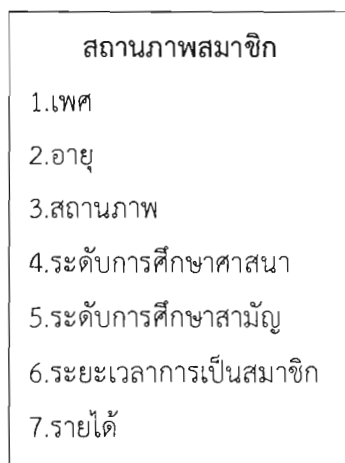 สถานภาพสมาชิก
1.เพศ
2.อายุ
3.สถานภาพ
4.ระดับการศึกษาศาสนา
5.ระดับการศึกษาสามัญ
6.ระยะเวลาการเป็นสมาชิก
7.รายได้